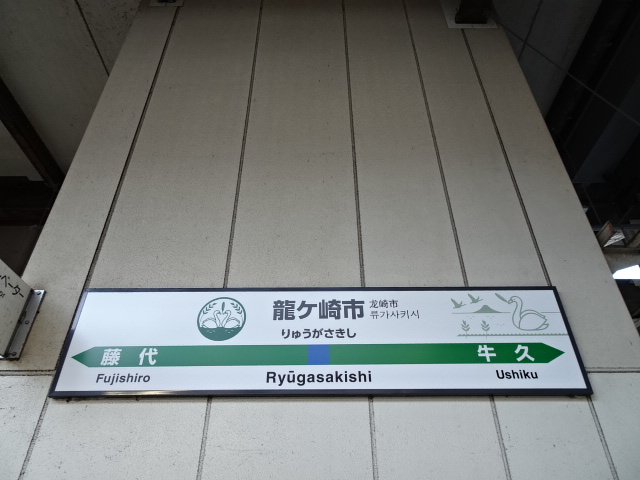 龍ケ崎市
龙崎市
류가사키시
りゅうがさきし
藤代
牛久
Fujishiro
Ryūgasakishi
Ushiku